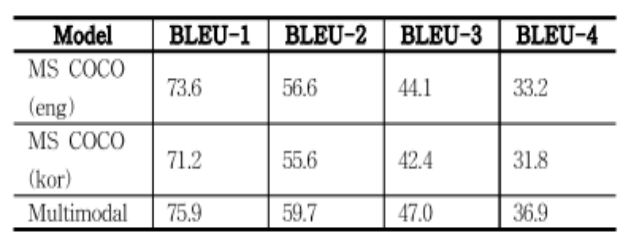 Model BLEU-1 BLEU-2 BLEU-3 BLEU-4
MS COCO
(eng) 73.6 56.6 44.1 33.2
MS COCO
(kor) 71.2 55.6 42.4 31.8
Multimodal 75.9 59.7 47.0 36.9